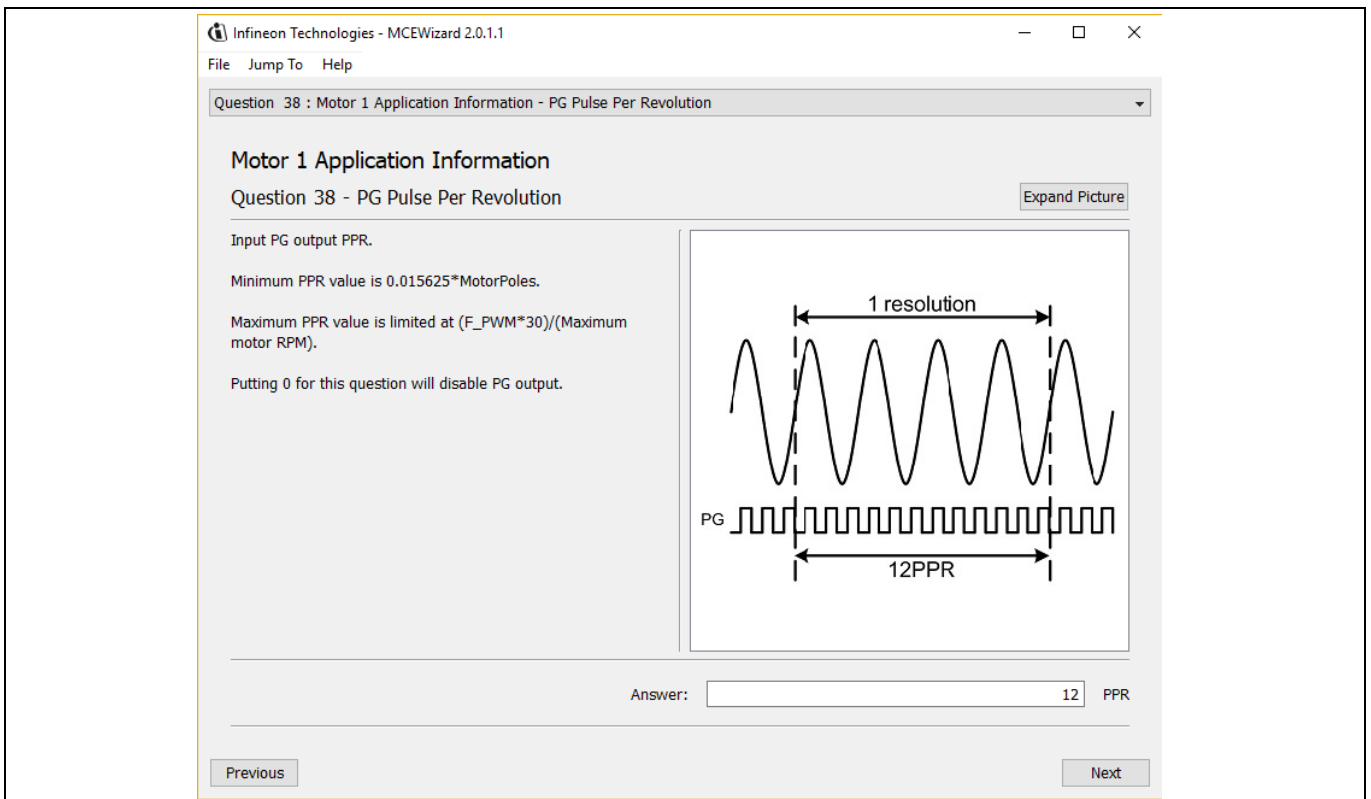 Infineon Technologies - MCEWizard 2.0.1.1
File Jump To Help
Question 38 : Motor 1 Application Information - PG Pulse Per Revolution
Motor 1 Application Information
Question 38 - PG Pulse Per Revolution
Expand Picture
Input PG output PPR.
Minimum PPR value is 0.015625*MotorPoles.
Maximum PPR value is limited at (F_PWM*30)/(Maximum
motor RPM).
Putting 0 for this question will disable PG output.
1 resolution
PG
12PPR
Answer: 12 PPR
Previous Next